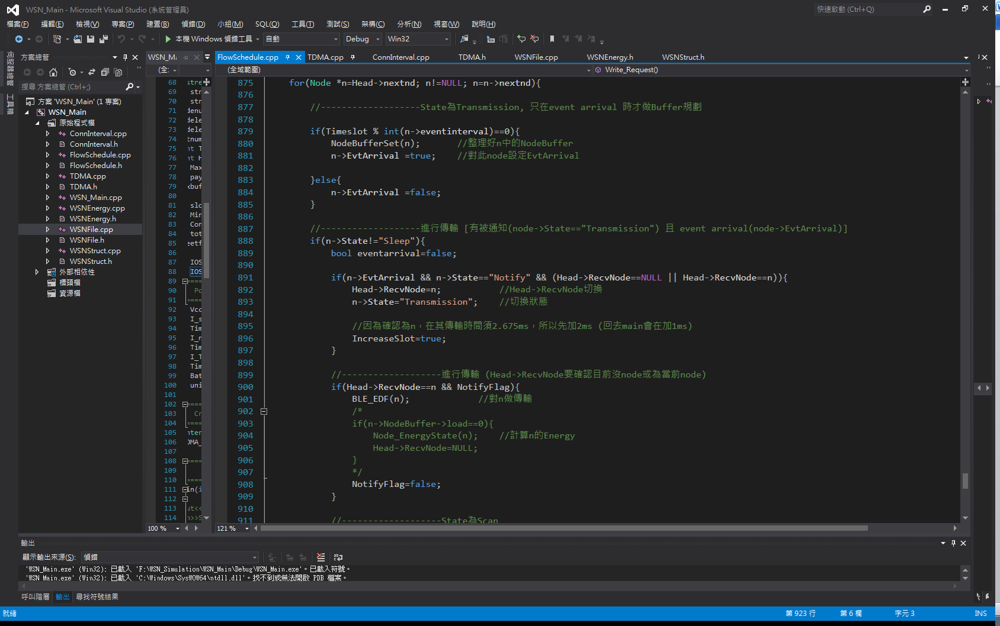 WSN_Main - Microsoft Visual Studio (系統管理員)
快速啟動 (Ctrl+Q)
檔案(F) 編輯(E) 檢視(V) 專案(P) 建置(B) 偵錯(D) 小組(M) SQL(Q) 工具(T) 測試(S) 架構(C) 分析(N) 視窗(W) 說明(H)
本機 Windows 偵錯工具 自動 Debug Win32
伺服器總管
工具箱
方案總管
搜尋 方案總管 (Ctrl+;)
方案 'WSN_Main' (1 專案)
WSN_Main
原始程式檔
ConnInterval.cpp
ConnInterval.h
FlowSchedule.cpp
FlowSchedule.h
TDMA.cpp
TDMA.h
WSN_Main.cpp
WSNEnergy.cpp
WSNEnergy.h
WSNFile.cpp
WSNFile.h
WSNStruct.cpp
WSNStruct.h
外部相依性
標頭檔
資源檔
WSN_Ma
(全:
68 stre
69 str
70 str
71 denu
72 dele
73 dele
74 tnum
75 nt T
76 nt H
77 Max
78 pay
79 xbuf
80
81 slo
82 Min
83 Con
84 tot
85 eetf
86
87 IOS
88 IOS
89 ====
90 Po
91 ====
92 Vcc
93 I_s
94 Tim
95 I_n
96 Tim
97 I_T
98 Tim
99 Bat
100 uni
101
102 ====
103 Cr
104 ====
105 nter
106 DMA_
107
108 ====
109
110 ====
111 in(i
112
113 ut<<
114 n>>S
100 %
FlowSchedule.cpp TDMA.cpp ConnInterval.cpp TDMA.h WSNFile.cpp WSNEnergy.h WSNStruct.h
(全域範圍) Write_Request()
875 for(Node *n=Head->nextnd; n!=NULL; n=n->nextnd){
876
877 //-------------------State為Transmission, 只在event arrival 時才做Buffer規劃
878
879 if(Timeslot % int(n->eventinterval)==0){
880 NodeBufferSet(n); //整理好n中的NodeBuffer
881 n->EvtArrival =true; //對此node設定EvtArrival
882
883 }else{
884 n->EvtArrival =false;
885 }
886
887 //-------------------進行傳輸 [有被通知(node->State=="Transmission") 且 event arrival(node->EvtArrival)]
888 if(n->State!="Sleep"){
889 bool eventarrival=false;
890
891 if(n->EvtArrival && n->State=="Notify" && (Head->RecvNode==NULL || Head->RecvNode==n)){
892 Head->RecvNode=n; //Head->RecvNode切換
893 n->State="Transmission"; //切換狀態
894
895 //因為確認為n，在其傳輸時間須2.675ms，所以先加2ms (回去main會在加1ms)
896 IncreaseSlot=true;
897 }
898
899 //-------------------進行傳輸 (Head->RecvNode要確認目前沒node或為當前node)
900 if(Head->RecvNode==n && NotifyFlag){
901 BLE_EDF(n); //對n做傳輸
902 /*
903 if(n->NodeBuffer->load==0){
904 Node_EnergyState(n); //計算n的Energy
905 Head->RecvNode=NULL;
906 }
907 */
908 NotifyFlag=false;
909 }
910
911 //-------------------State為Scan
121 %
輸出
顯示輸出來源(S): 偵錯
'WSN_Main.exe' (Win32): 已載入 'F:\WSN_Simulation\WSN_Main\Debug\WSN_Main.exe'。已載入符號。
'WSN_Main.exe' (Win32): 已載入 'C:\Windows\SysWOW64\ntdll.dll'。找不到或無法開啟 PDB 檔案。
呼叫階層 輸出 尋找符號結果
就緒 第 923 行 第 6 欄 字元 3 INS